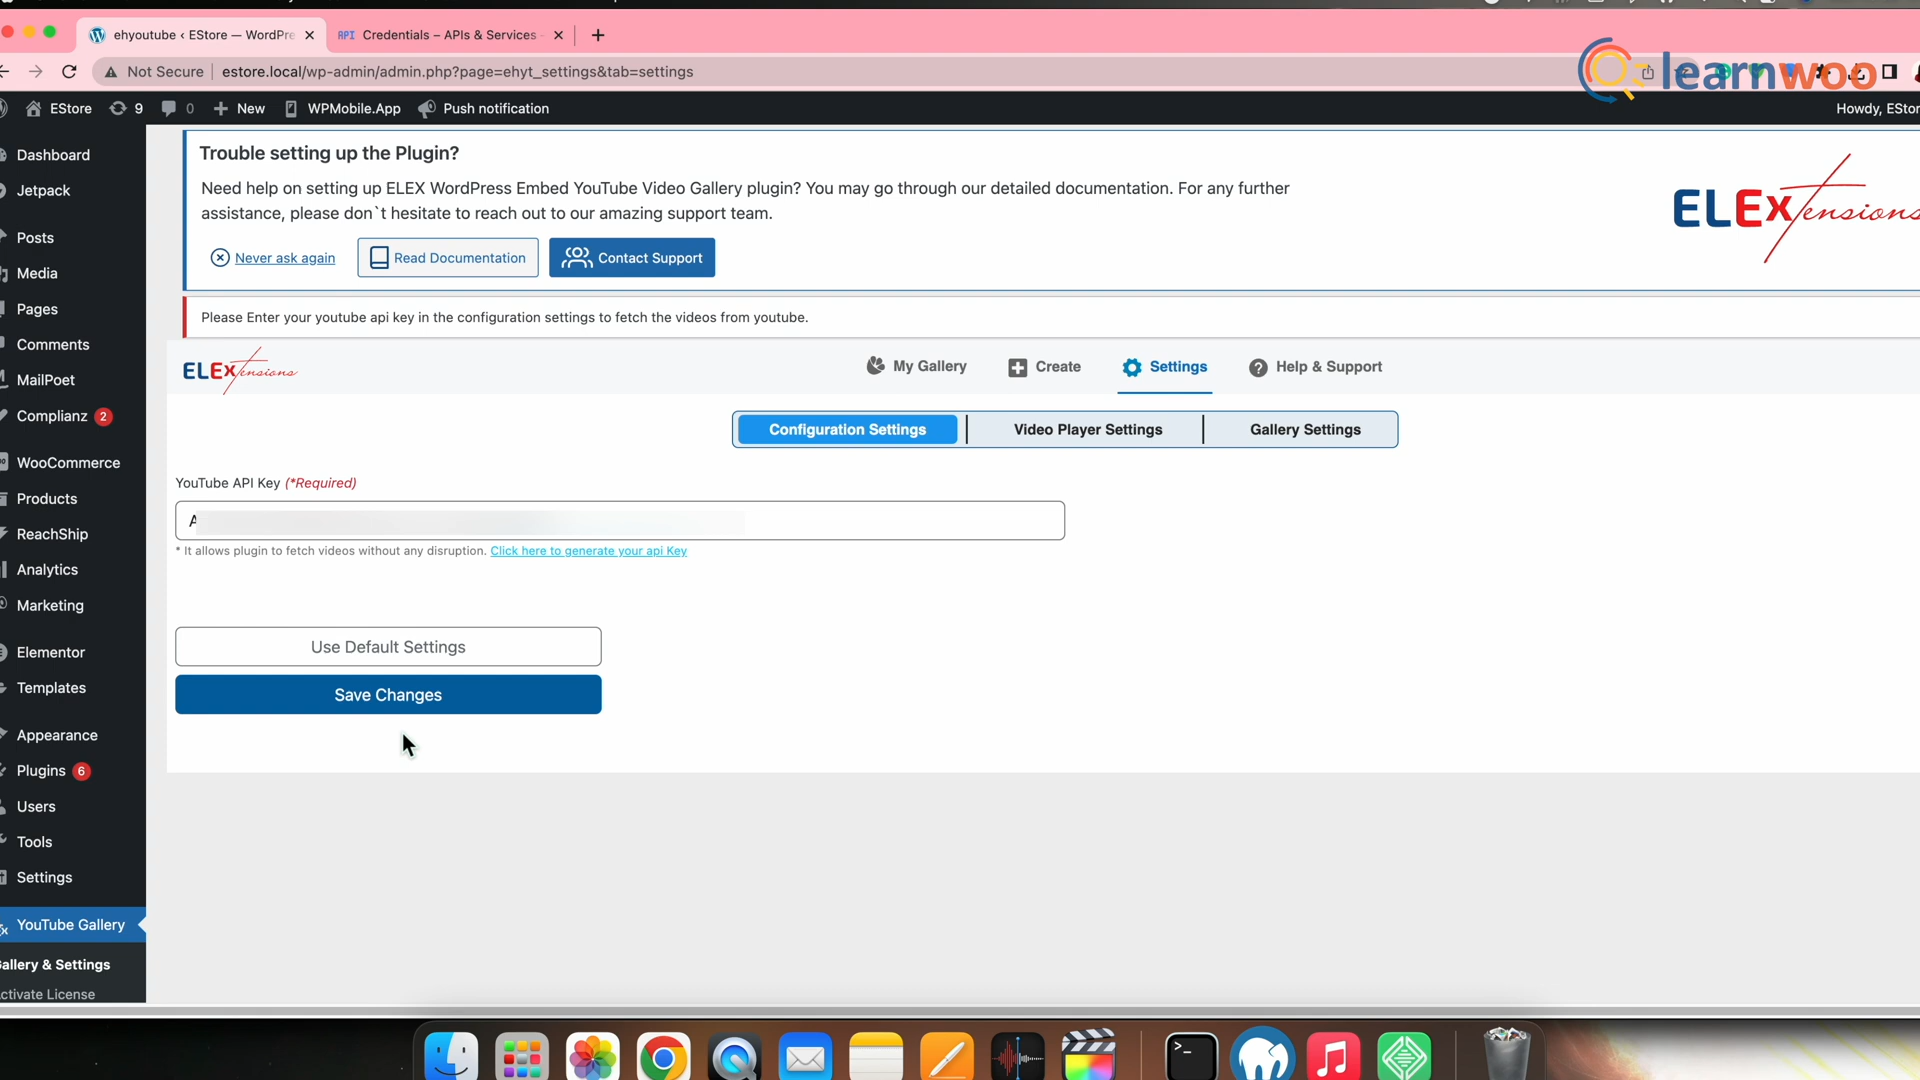 ehyoutube ‹ EStore — WordPre
API Credentials – APIs & Services -
Not Secure
estore.local/wp-admin/admin.php?page=ehyt_settings&tab=settings
learnwoo
EStore
9
0
New
WPMobile.App
Push notification
Howdy, EStor
Dashboard
Jetpack
Posts
Media
Pages
Comments
MailPoet
Complianz 2
WooCommerce
Products
ReachShip
Analytics
Marketing
Elementor
Templates
Appearance
Plugins 6
Users
Tools
Settings
YouTube Gallery
allery & Settings
ctivate License
Trouble setting up the Plugin?
Need help on setting up ELEX WordPress Embed YouTube Video Gallery plugin? You may go through our detailed documentation. For any further
assistance, please don`t hesitate to reach out to our amazing support team.
Never ask again
Read Documentation
Contact Support
ELEXtensions
Please Enter your youtube api key in the configuration settings to fetch the videos from youtube.
ELEXtensions
My Gallery
Create
Settings
Help & Support
Configuration Settings
Video Player Settings
Gallery Settings
YouTube API Key (*Required)
A
* It allows plugin to fetch videos without any disruption. Click here to generate your api Key
Use Default Settings
Save Changes
>_